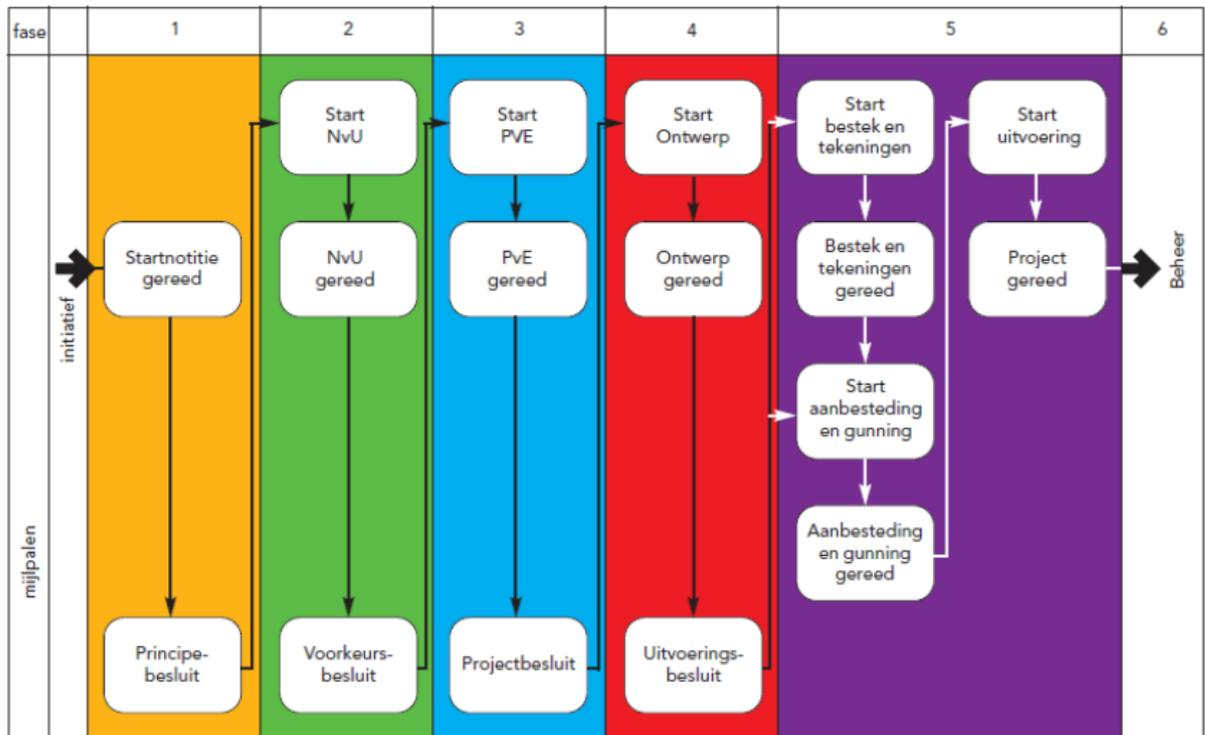 fase
1
2
3
4
5
6
mijlpalen
initiatief
Startnotitie
gereed
Principe-
besluit
Start
NvU
NvU
gereed
Voorkeurs-
besluit
Start
PVE
PvE
gereed
Projectbesluit
Start
Ontwerp
Ontwerp
gereed
Uitvoerings-
besluit
Start
bestek en
tekeningen
Bestek en
tekeningen
gereed
Start
aanbesteding
en gunning
Aanbesteding
en gunning
gereed
Start
uitvoering
Project
gereed
Beheer